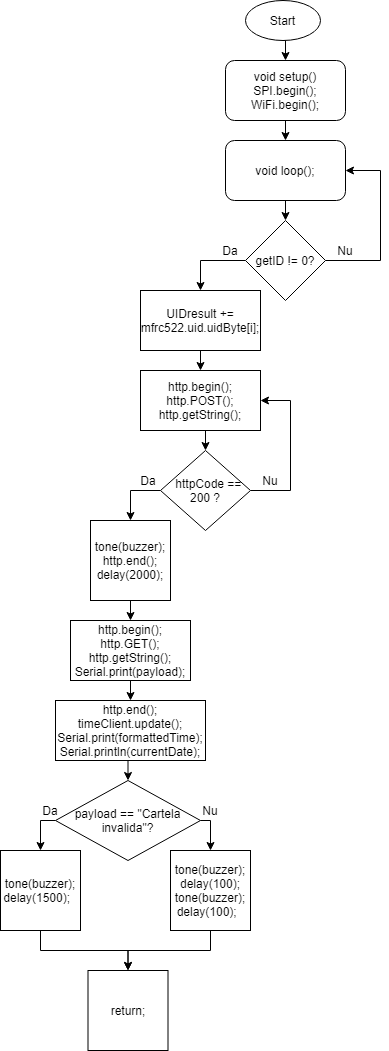 Start
void setup()
SPI.begin();
WiFi.begin();
void loop();
Da
getID != 0?
Nu
UIDresult +=
mfrc522.uid.uidByte[i];
http.begin();
http.POST();
http.getString();
Da
httpCode ==
200 ?
Nu
tone(buzzer);
http.end();
delay(2000);
http.begin();
http.GET();
http.getString();
Serial.print(payload);
http.end();
timeClient.update();
Serial.print(formattedTime);
Serial.println(currentDate);
Da
payload == "Cartela
invalida"?
Nu
tone(buzzer);
delay(1500);
tone(buzzer);
delay(100);
tone(buzzer);
delay(100);
return;